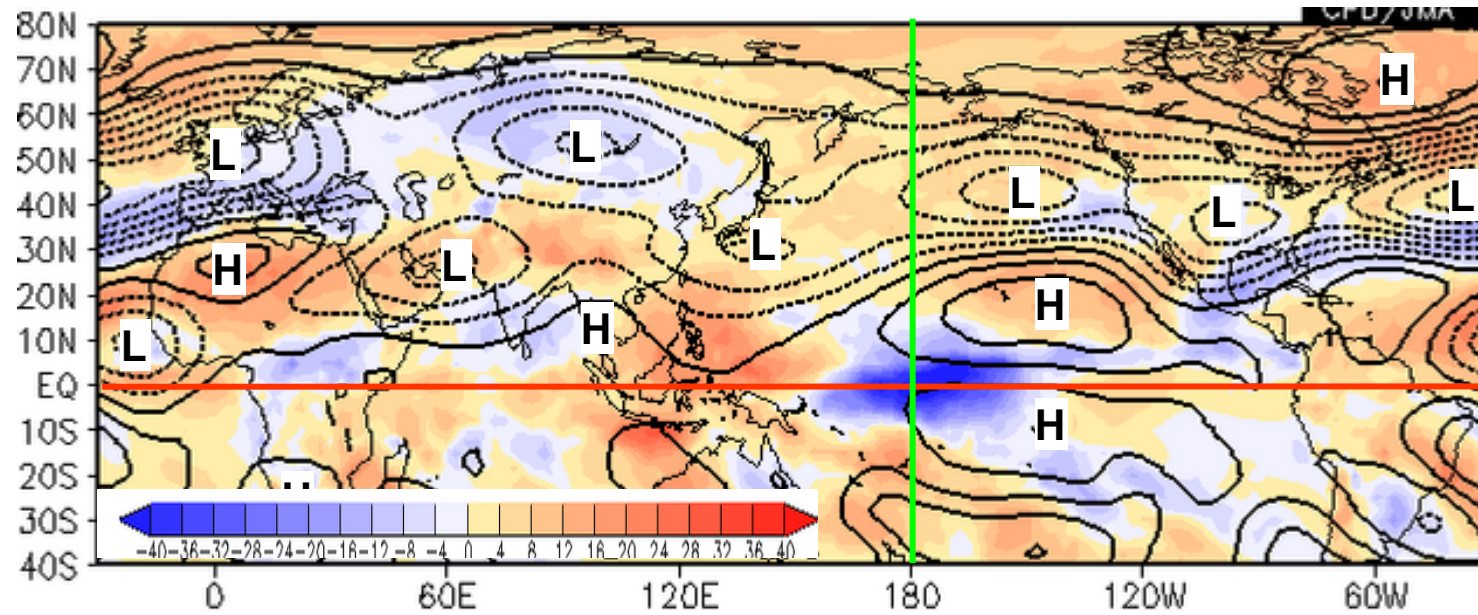 CPD/JMA
80N
70N
H
60N
L
L
50N
L
L
40N
L
L
30N
L
H
H
20N
H
10N
L
EQ
H
10S
20S
H
30S
-40 -36 -32 -28 -24 -20 -16 -12 -8 -4 0 4 8 12 16 20 24 28 32 36 40
40S
0 60E 120E 180 120W 60W